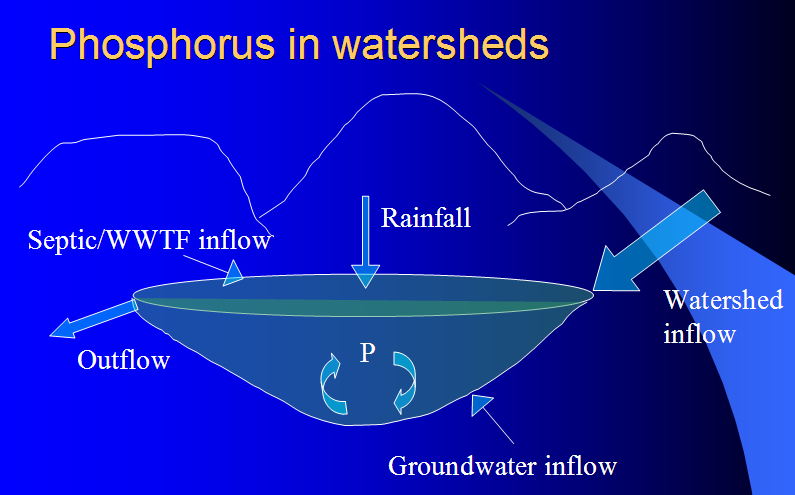 Phosphorus in watersheds
Rainfall
Septic/WWTF inflow
Watershed
inflow
Outflow
P
Groundwater inflow